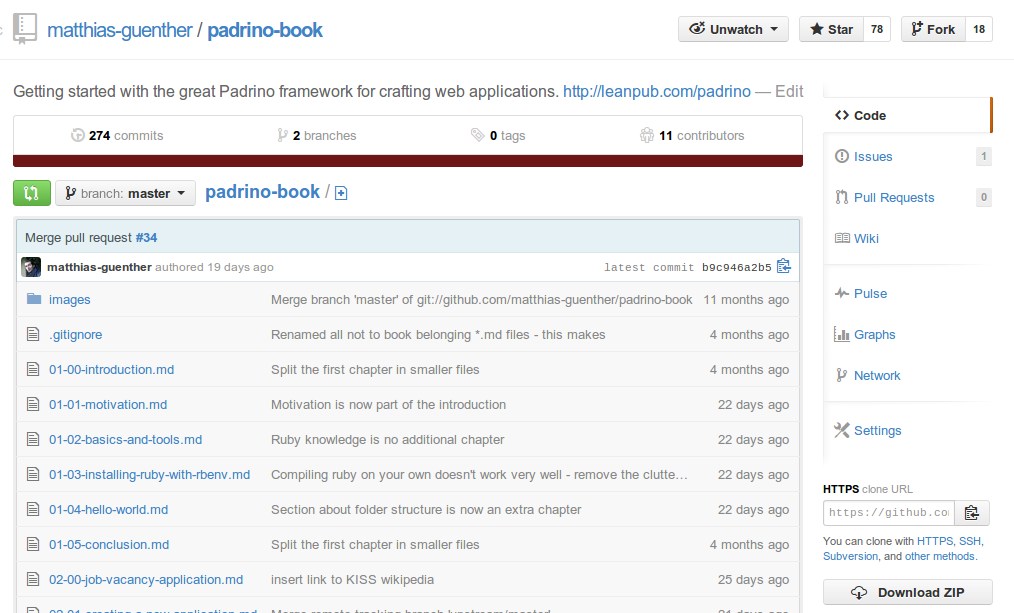 matthias-guenther / padrino-book
Unwatch
Star 78
Fork 18
Getting started with the great Padrino framework for crafting web applications. http://leanpub.com/padrino — Edit
274 commits
2 branches
0 tags
11 contributors
branch: master
padrino-book /
Merge pull request #34
matthias-guenther authored 19 days ago
latest commit b9c946a2b5
images Merge branch 'master' of git://github.com/matthias-guenther/padrino-book 11 months ago
.gitignore Renamed all not to book belonging *.md files - this makes 4 months ago
01-00-introduction.md Split the first chapter in smaller files 4 months ago
01-01-motivation.md Motivation is now part of the introduction 22 days ago
01-02-basics-and-tools.md Ruby knowledge is no additional chapter 22 days ago
01-03-installing-ruby-with-rbenv.md Compiling ruby on your own doesn't work very well - remove the clutte… 22 days ago
01-04-hello-world.md Section about folder structure is now an extra chapter 22 days ago
01-05-conclusion.md Split the first chapter in smaller files 4 months ago
02-00-job-vacancy-application.md insert link to KISS wikipedia 25 days ago
Code
Issues 1
Pull Requests 0
Wiki
Pulse
Graphs
Network
Settings
HTTPS clone URL
https://github.co
You can clone with HTTPS, SSH,
Subversion, and other methods.
Download ZIP